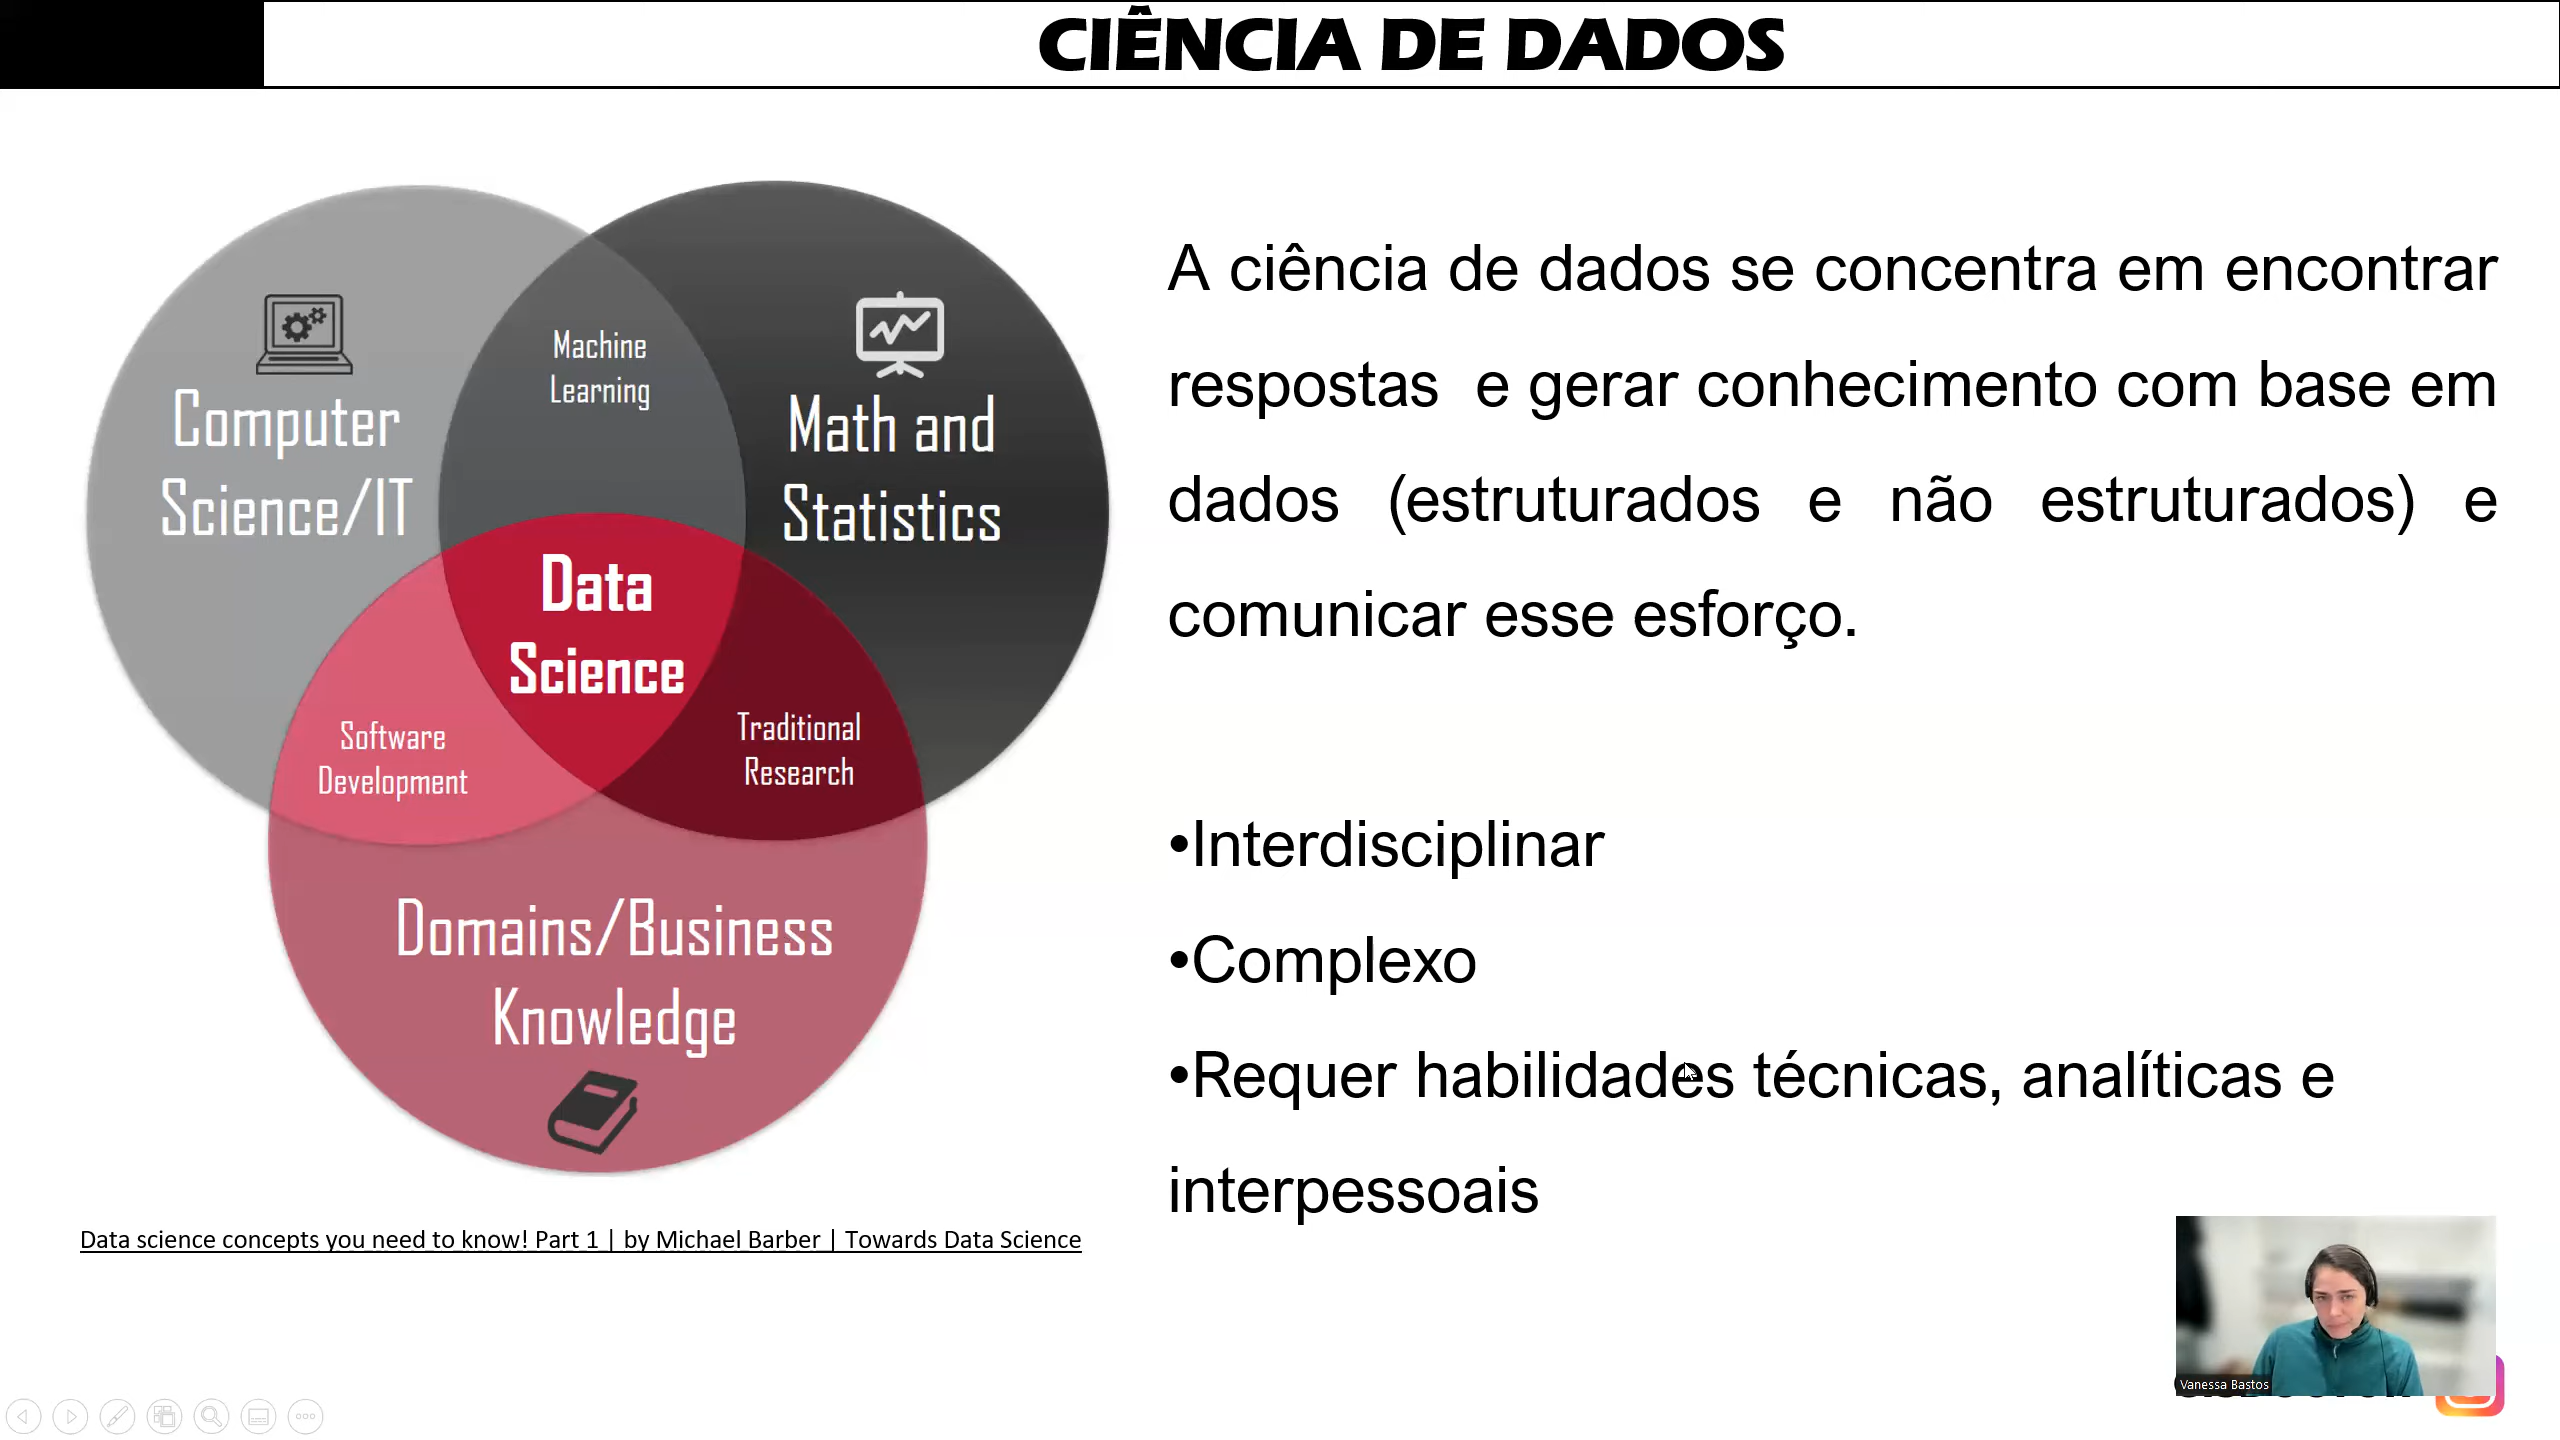 CIÊNCIA DE DADOS
Machine
Learning
Computer
Science/IT
Math and
Statistics
Data
Science
Software
Development
Traditional
Research
Domains/Business
Knowledge
Data science concepts you need to know! Part 1 | by Michael Barber | Towards Data Science
A ciência de dados se concentra em encontrar
respostas e gerar conhecimento com base em
dados (estruturados e não estruturados) e
comunicar esse esforço.
•Interdisciplinar
•Complexo
•Requer habilidades técnicas, analíticas e
interpessoais
Vanessa Bastos